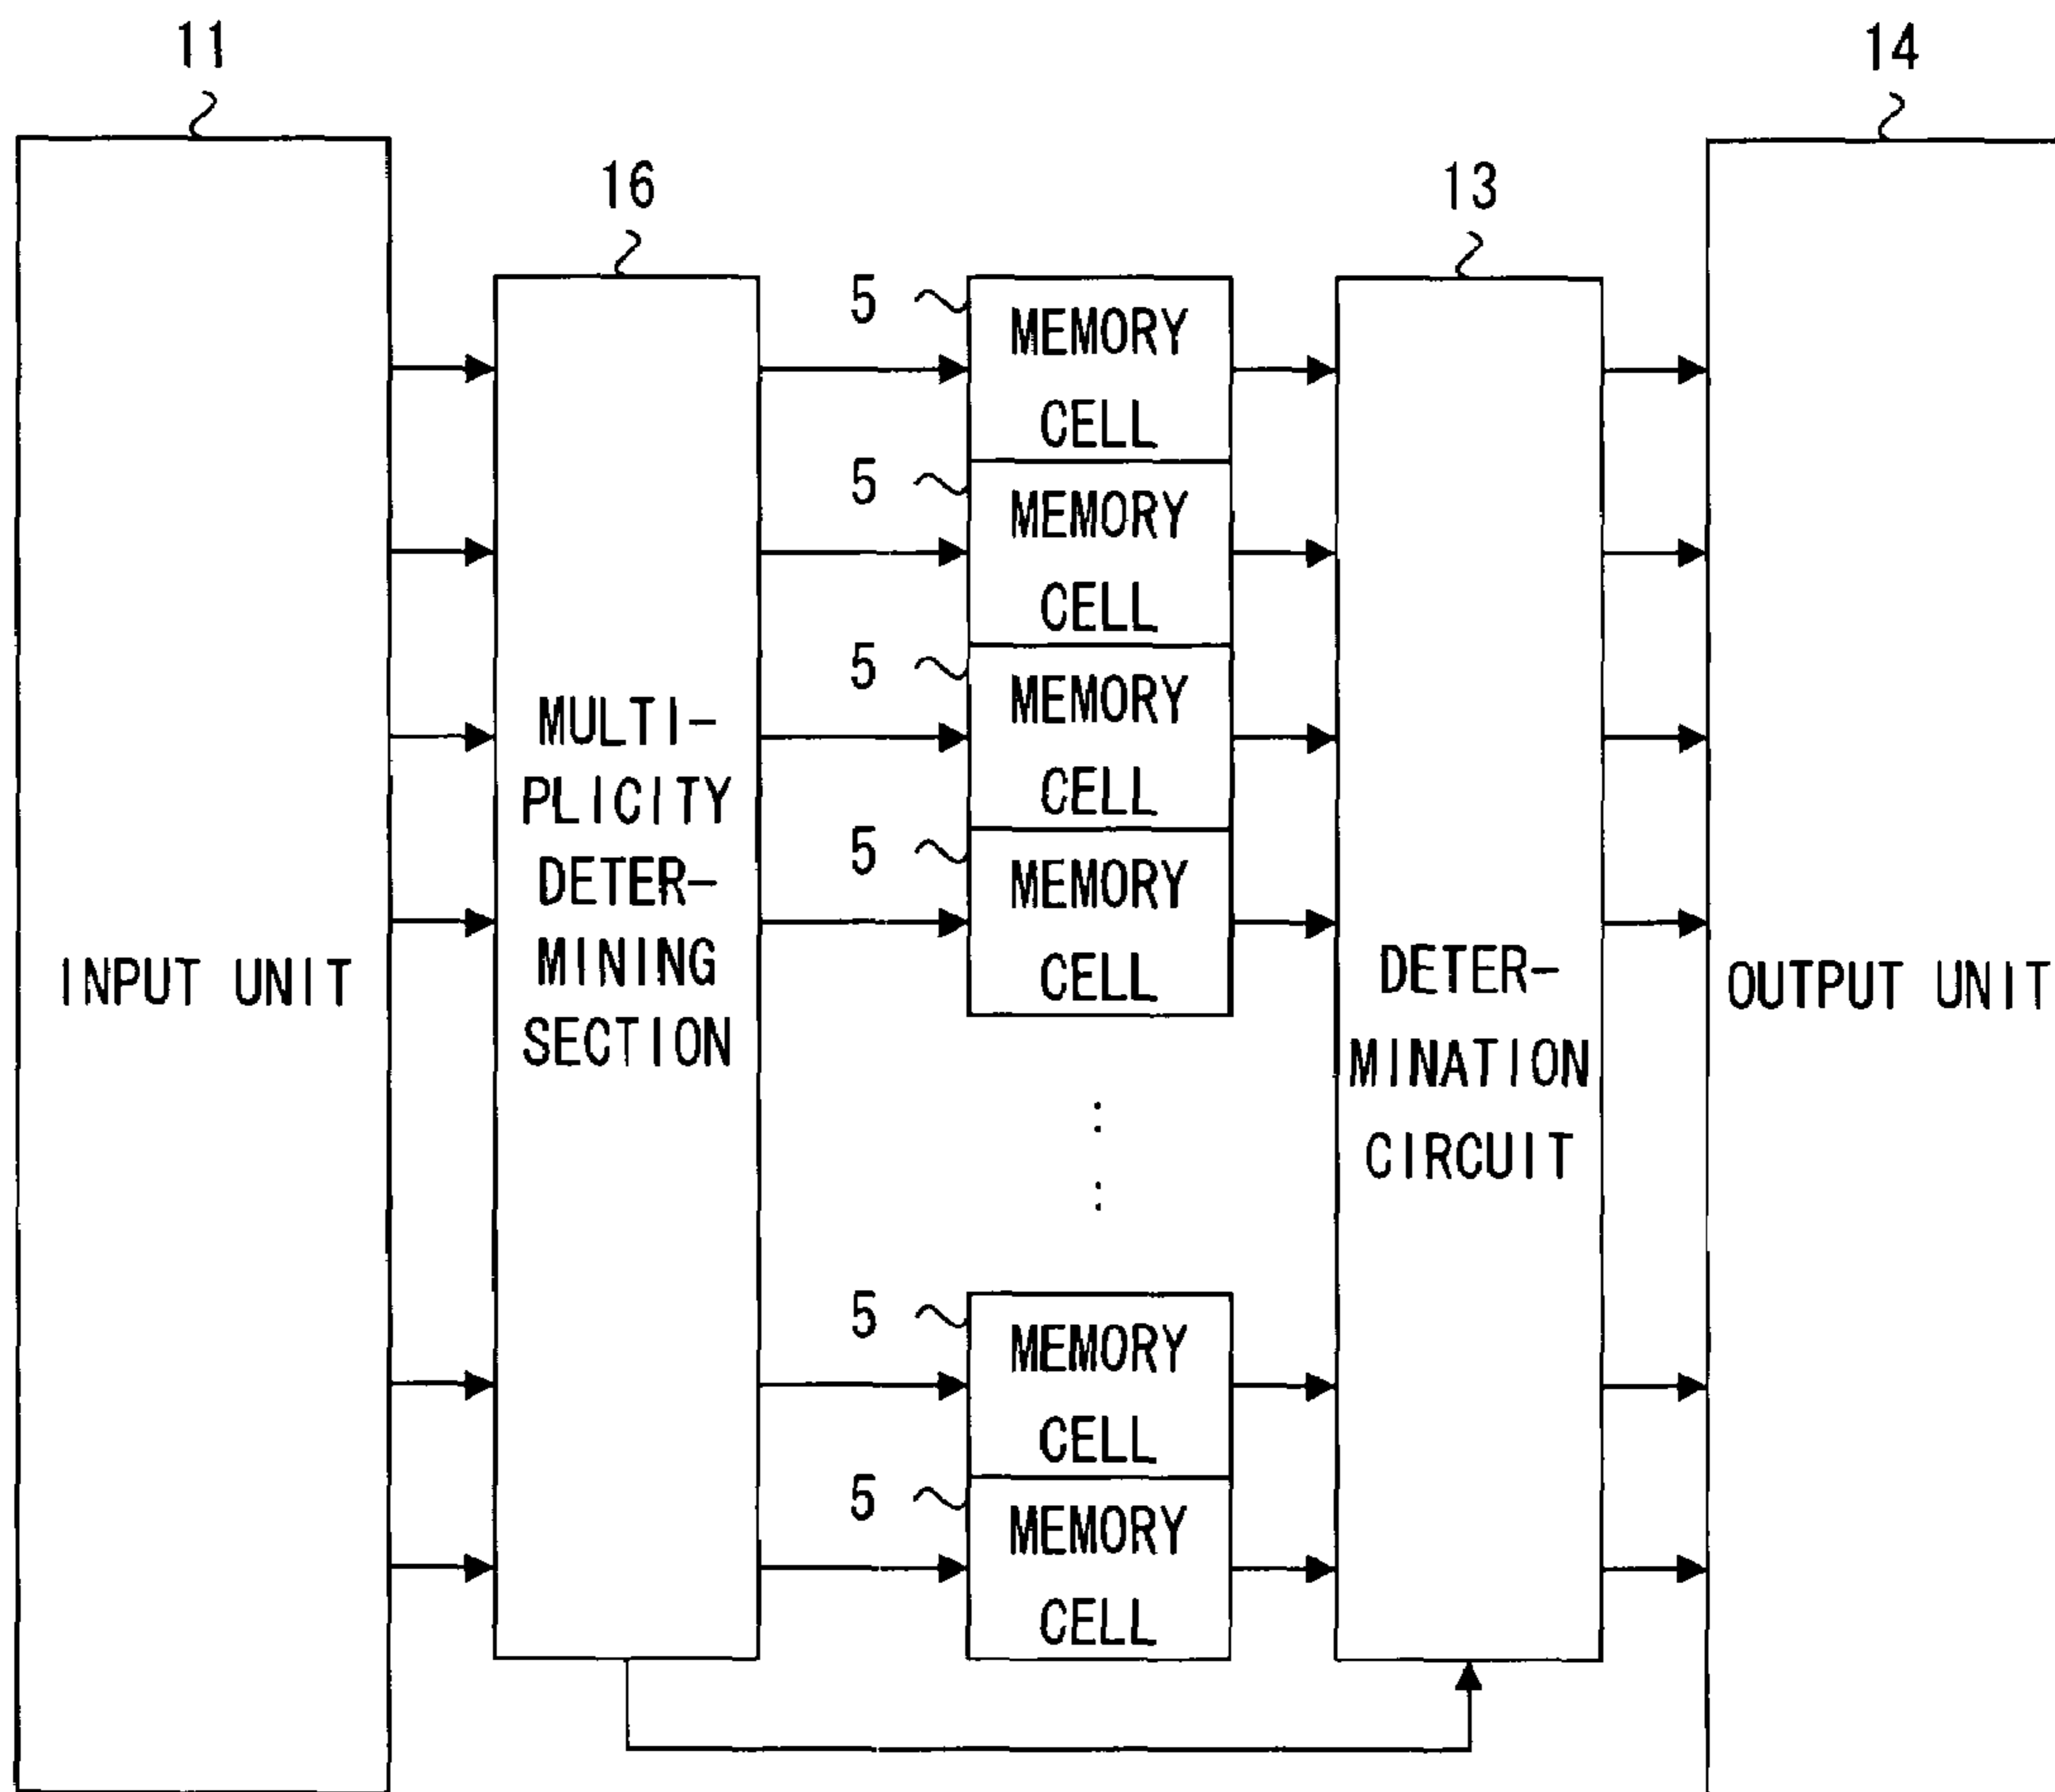 11
14
16
13
5
MEMORY
CELL
5
MEMORY
CELL
5
MEMORY
CELL
5
MEMORY
CELL
INPUT UNIT
MULTI-
PLICITY
DETER-
MINING
SECTION
DETER-
MINATION
CIRCUIT
OUTPUT UNIT
5
MEMORY
CELL
5
MEMORY
CELL